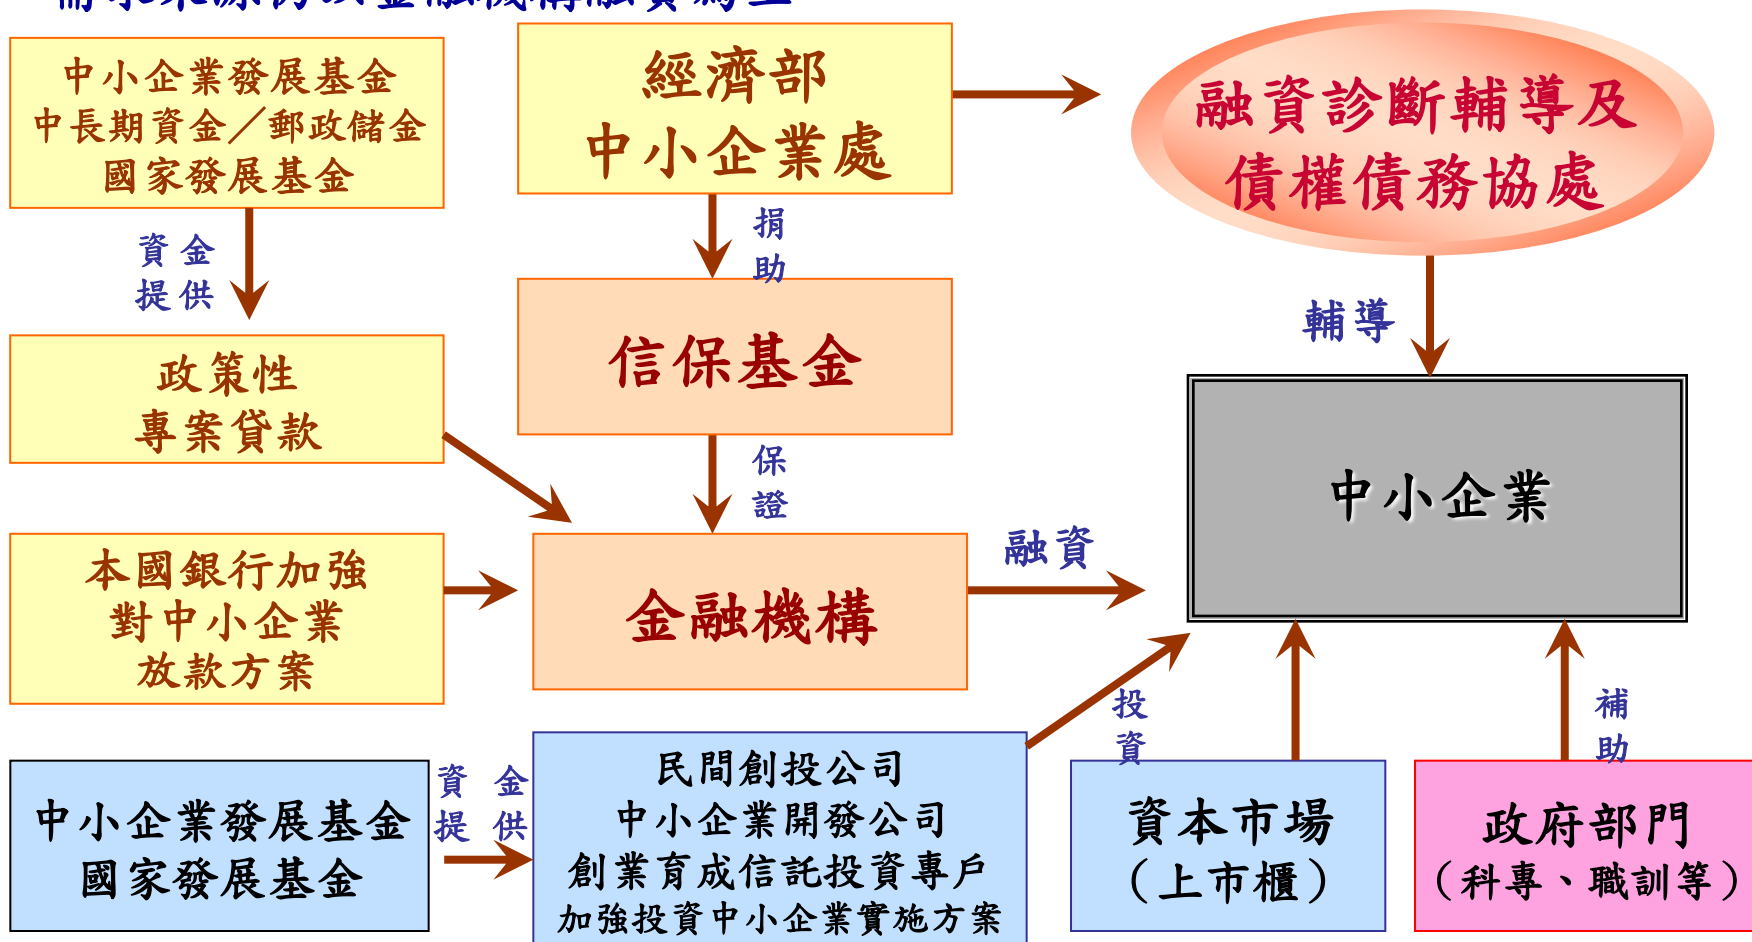 中小企業發展基金
中長期資金／郵政儲金
國家發展基金
經濟部
中小企業處
融資診斷輔導及
債權債務協處
資金
提供
捐
助
輔導
政策性
專案貸款
信保基金
保
證
中小企業
本國銀行加強
對中小企業
放款方案
金融機構
融資
投
資
補
助
中小企業發展基金
國家發展基金
資 金
提 供
民間創投公司
中小企業開發公司
創業育成信託投資專戶
加強投資中小企業實施方案
資本市場
（上市櫃）
政府部門
（科專、職訓等）